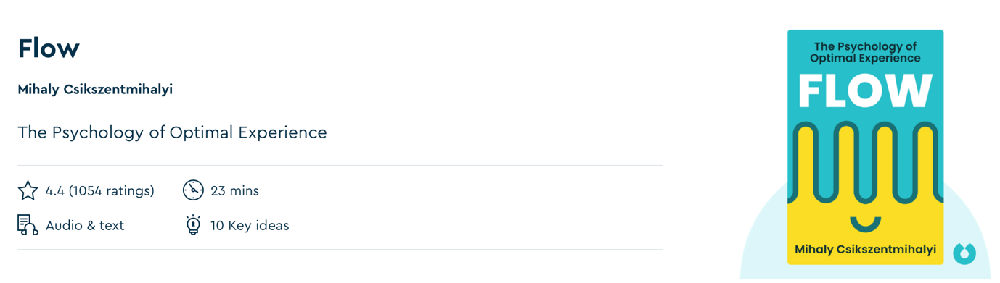 Flow
Mihaly Csikszentmihalyi
The Psychology of Optimal Experience
4.4 (1054 ratings)
23 mins
Audio & text
10 Key ideas
The Psychology of
Optimal Experience
FLOW
Mihaly Csikszentmihalyi